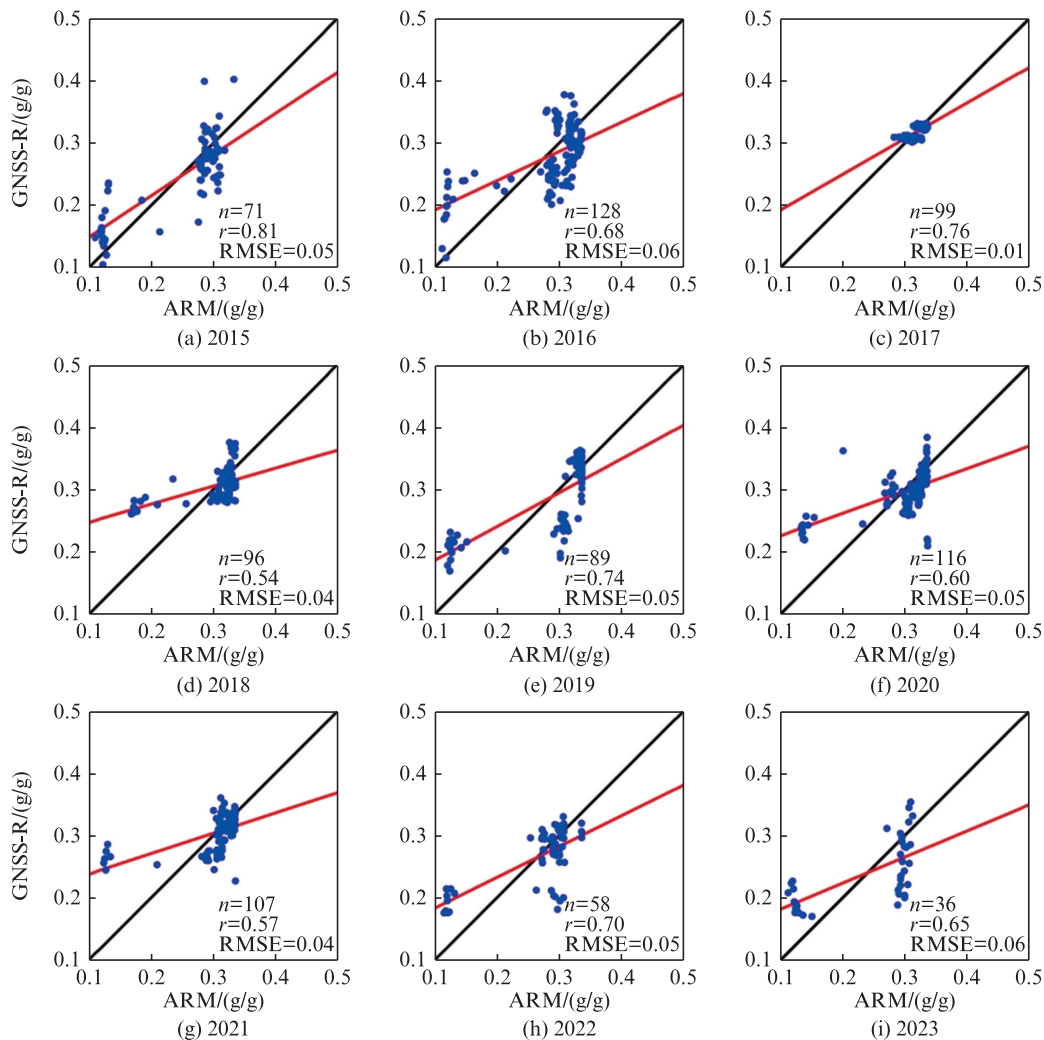 0.5
0.4
0.3
0.2
0.1
GNSS-R/(g/g)
n=71
r=0.81
RMSE=0.05
0.1 0.2 0.3 0.4 0.5
ARM/(g/g)
(a) 2015
0.5
0.4
0.3
0.2
0.1
n=128
r=0.68
RMSE=0.06
0.1 0.2 0.3 0.4 0.5
ARM/(g/g)
(b) 2016
0.5
0.4
0.3
0.2
0.1
n=99
r=0.76
RMSE=0.01
0.1 0.2 0.3 0.4 0.5
ARM/(g/g)
(c) 2017
0.5
0.4
0.3
0.2
0.1
GNSS-R/(g/g)
n=96
r=0.54
RMSE=0.04
0.1 0.2 0.3 0.4 0.5
ARM/(g/g)
(d) 2018
0.5
0.4
0.3
0.2
0.1
n=89
r=0.74
RMSE=0.05
0.1 0.2 0.3 0.4 0.5
ARM/(g/g)
(e) 2019
0.5
0.4
0.3
0.2
0.1
n=116
r=0.60
RMSE=0.05
0.1 0.2 0.3 0.4 0.5
ARM/(g/g)
(f) 2020
0.5
0.4
0.3
0.2
0.1
GNSS-R/(g/g)
n=107
r=0.57
RMSE=0.04
0.1 0.2 0.3 0.4 0.5
ARM/(g/g)
(g) 2021
0.5
0.4
0.3
0.2
0.1
n=58
r=0.70
RMSE=0.05
0.1 0.2 0.3 0.4 0.5
ARM/(g/g)
(h) 2022
0.5
0.4
0.3
0.2
0.1
n=36
r=0.65
RMSE=0.06
0.1 0.2 0.3 0.4 0.5
ARM/(g/g)
(i) 2023